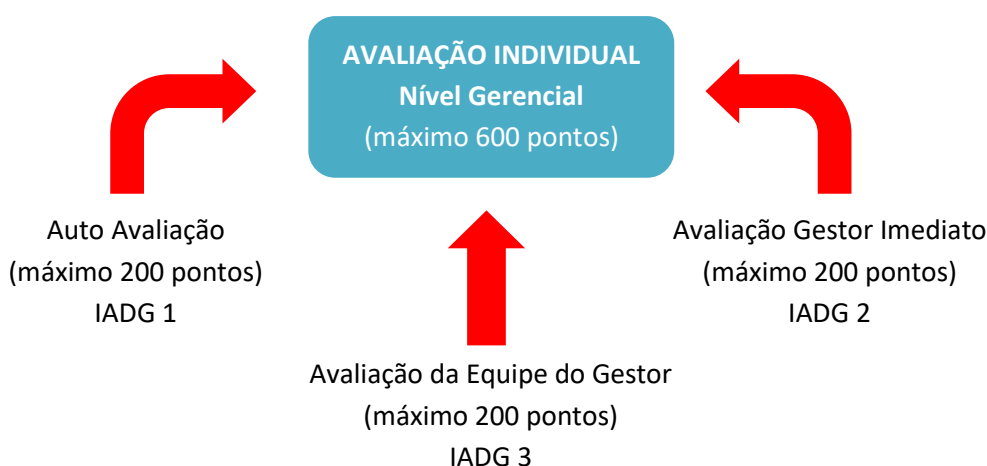 AVALIAÇÃO INDIVIDUAL
Nível Gerencial
(máximo 600 pontos)
Auto Avaliação
(máximo 200 pontos)
IADG 1
Avaliação Gestor Imediato
(máximo 200 pontos)
IADG 2
Avaliação da Equipe do Gestor
(máximo 200 pontos)
IADG 3